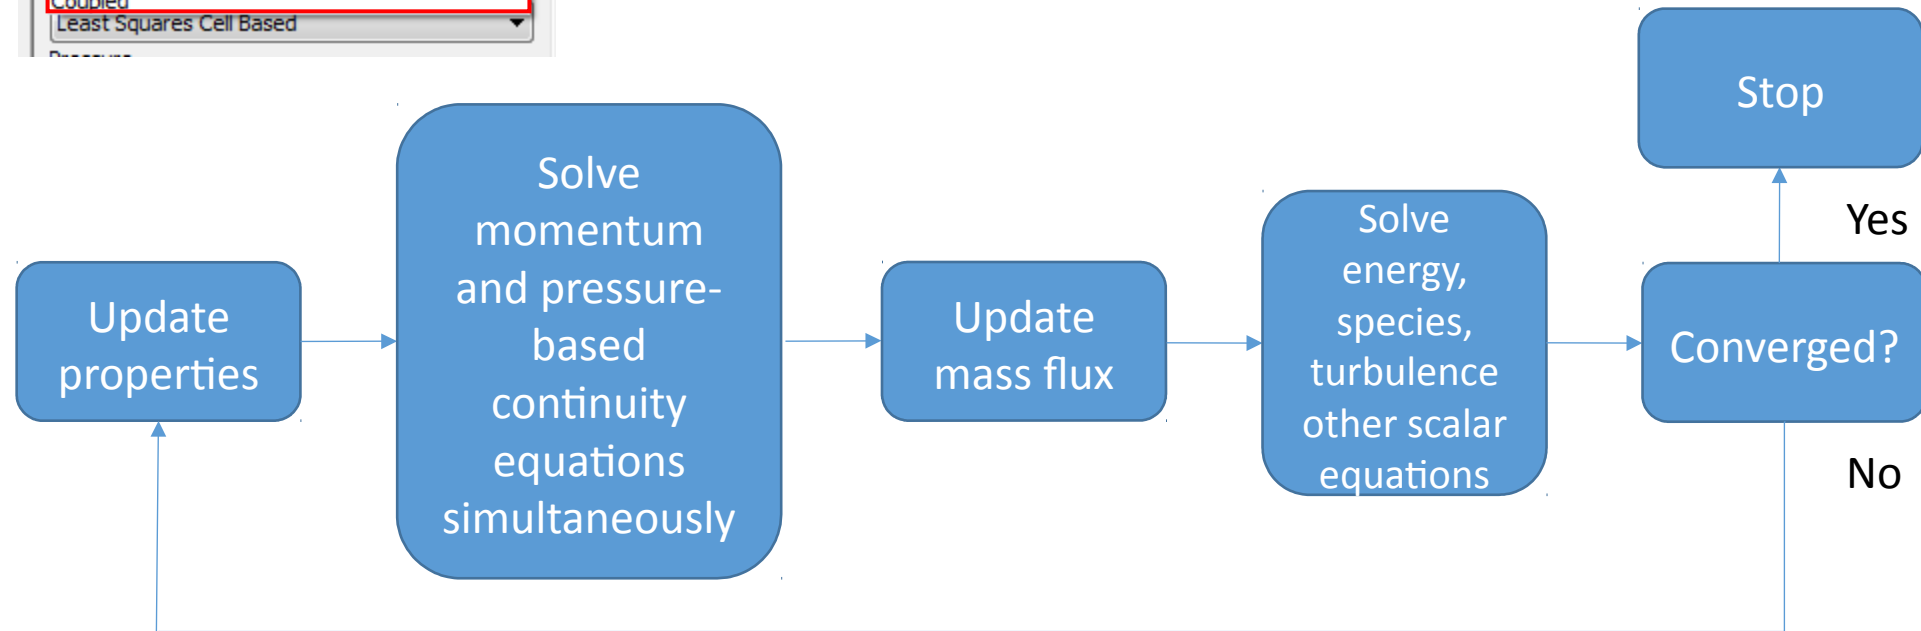 Coupled
Least Squares Cell Based
Pressure
Stop
Yes
Solve
momentum
and pressure-
based
continuity
equations
simultaneously
Solve
energy,
species,
turbulence
other scalar
equations
Update
properties
Update
mass flux
Converged?
No